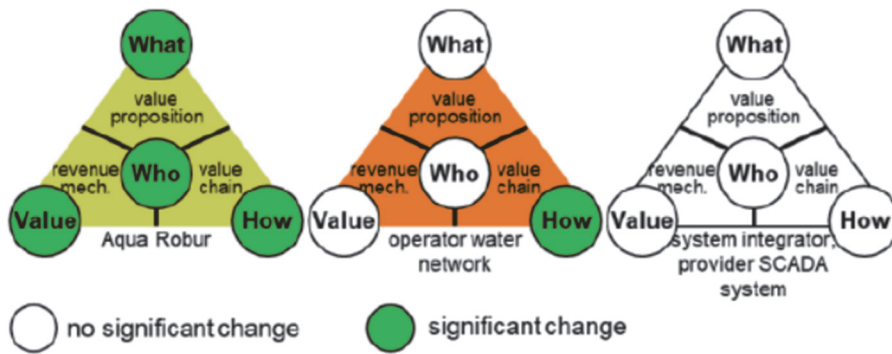 What
value
proposition
revenue
mech.
Who
value
chain
Value
How
Aqua Robur
What
value
proposition
revenue
mech.
Who
value
chain
Value
How
operator water
network
What
value
proposition
revenue
mech.
Who
value
chain
Value
How
system integrator,
provider SCADA
system
no significant change
significant change